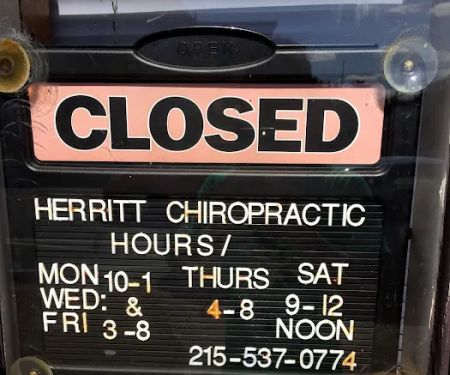 OPEN
CLOSED
HERRITT CHIROPRACTIC
HOURS/
MON 10-1 THURS SAT
WED: & 4-8 9-12
FRI 3-8 NOON
215-537-0774